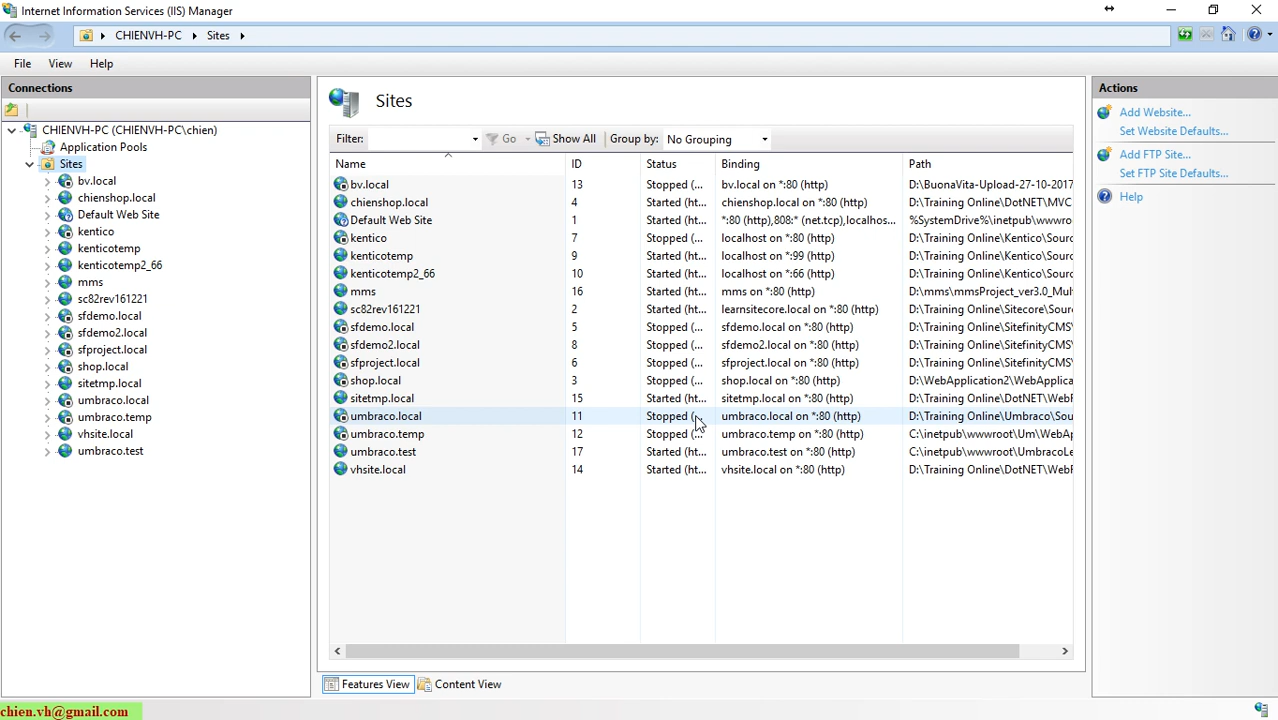 Internet Information Services (IIS) Manager
CHIENVH-PC Sites
File View Help
Connections
CHIENVH-PC (CHIENVH-PC\chien)
Application Pools
Sites
bv.local
chienshop.local
Default Web Site
kentico
kenticotemp
kenticotemp2_66
mms
sc82rev161221
sfdemo.local
sfdemo2.local
sfproject.local
shop.local
sitetmp.local
umbraco.local
umbraco.temp
vhsite.local
umbraco.test
Sites
Filter: Go Show All Group by: No Grouping
Name ID Status Binding Path
bv.local 13 Stopped (... bv.local on *:80 (http) D:\BuonaVita-Upload-27-10-2017
chienshop.local 4 Started (ht... chienshop.local on *:80 (http) D:\Training Online\DotNET\MVC
Default Web Site 1 Started (ht... *:80 (http),808:* (net.tcp),localhos... %SystemDrive%\inetpub\wwwro
kentico 7 Stopped (... localhost on *:80 (http) D:\Training Online\Kentico\Sourc
kenticotemp 9 Started (ht... localhost on *:99 (http) D:\Training Online\Kentico\Sourc
kenticotemp2_66 10 Started (ht... localhost on *:66 (http) D:\Training Online\Kentico\Sourc
mms 16 Started (ht... mms on *:80 (http) D:\mms\mmsProject_ver3.0_Mul
sc82rev161221 2 Started (ht... learnsitecore.local on *:80 (http) D:\Training Online\Sitecore\Sour
sfdemo.local 5 Stopped (... sfdemo.local on *:80 (http) D:\Training Online\SitefinityCMS\
sfdemo2.local 8 Stopped (... sfdemo2.local on *:80 (http) D:\Training Online\SitefinityCMS\
sfproject.local 6 Stopped (... sfproject.local on *:80 (http) D:\Training Online\SitefinityCMS\
shop.local 3 Stopped (... shop.local on *:80 (http) D:\WebApplication2\WebApplica
sitetmp.local 15 Started (ht... sitetmp.local on *:80 (http) D:\Training Online\DotNET\WebF
umbraco.local 11 Stopped (... umbraco.local on *:80 (http) D:\Training Online\Umbraco\Sou
umbraco.temp 12 Stopped (... umbraco.temp on *:80 (http) C:\inetpub\wwwroot\Um\WebAp
umbraco.test 17 Started (ht... umbraco.test on *:80 (http) C:\inetpub\wwwroot\UmbracoLe
vhsite.local 14 Started (ht... vhsite.local on *:80 (http) D:\Training Online\DotNET\WebF
Features View Content View
Actions
Add Website...
Set Website Defaults...
Add FTP Site...
Set FTP Site Defaults...
Help
chien.vh@gmail.com